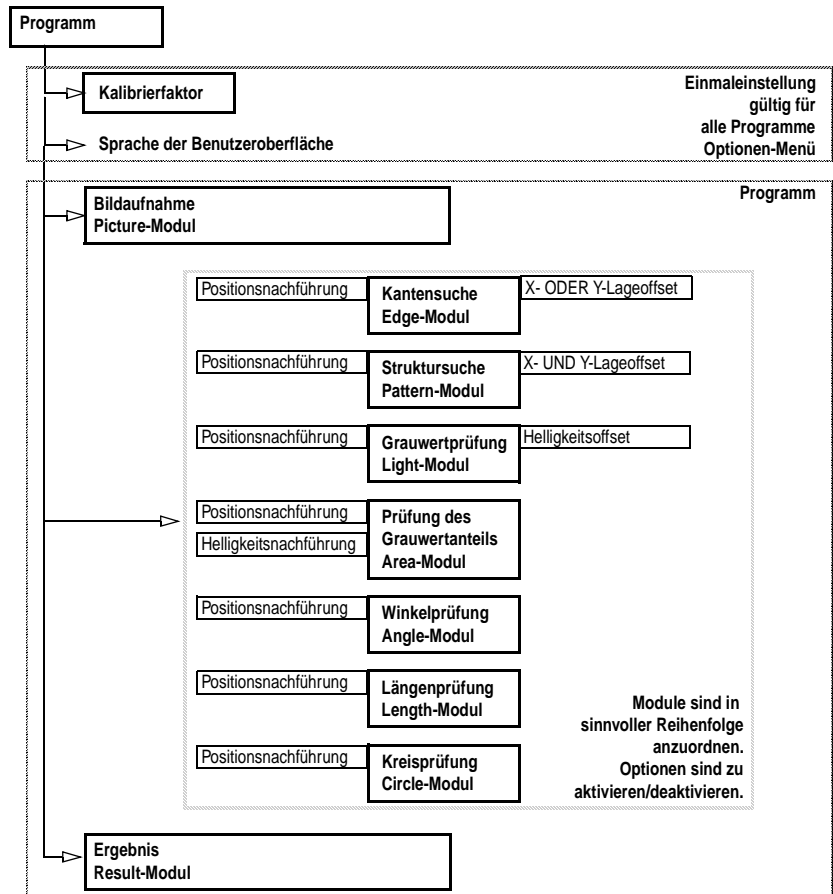 Programm
Kalibrierfaktor
Sprache der Benutzeroberfläche
Einmaleinstellung
gültig für
alle Programme
Optionen-Menü
Programm
Bildaufnahme
Picture-Modul
Positionsnachführung
Kantensuche
Edge-Modul
X- ODER Y-Lageoffset
Positionsnachführung
Struktursuche
Pattern-Modul
X- UND Y-Lageoffset
Positionsnachführung
Grauwertprüfung
Light-Modul
Helligkeitsoffset
Positionsnachführung
Helligkeitsnachführung
Prüfung des
Grauwertanteils
Area-Modul
Positionsnachführung
Winkelprüfung
Angle-Modul
Positionsnachführung
Längenprüfung
Length-Modul
Positionsnachführung
Kreisprüfung
Circle-Modul
Module sind in
sinnvoller Reihenfolge
anzuordnen.
Optionen sind zu
aktivieren/deaktivieren.
Ergebnis
Result-Modul